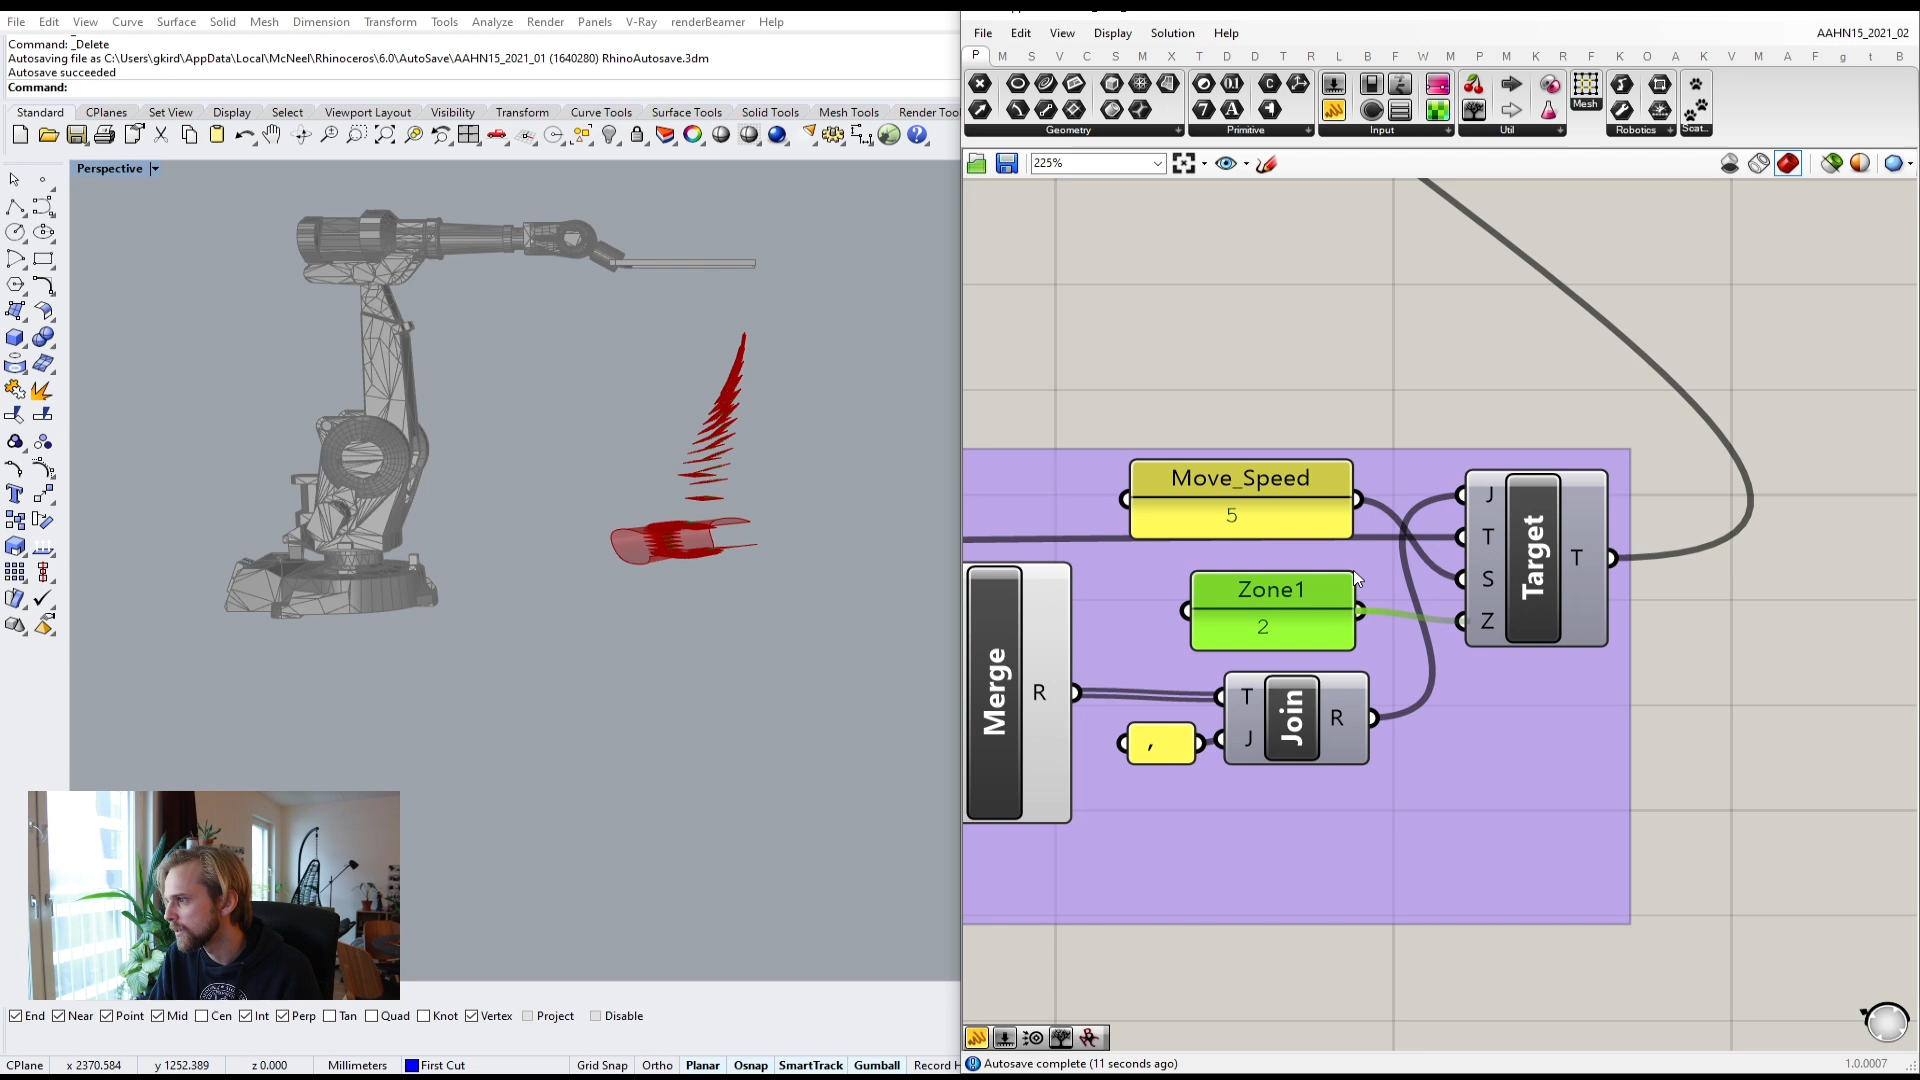 File Edit View Curve Surface Solid Mesh Dimension Transform Tools Analyze Render Panels V-Ray renderBeamer Help
Command: _Delete
Autosaving file as C:\Users\gkird\AppData\Local\McNeel\Rhinoceros\6.0\AutoSave\AAHN15_2021_01 (1640280) RhinoAutosave.3dm
Autosave succeeded
Command:
Standard CPlanes Set View Display Select Viewport Layout Visibility Transform Curve Tools Surface Tools Solid Tools Mesh Tools Render Too
Perspective
End Near Point Mid Cen Int Perp Tan Quad Knot Vertex Project Disable
CPlane x 2370.584 y 1252.389 z 0.000 Millimeters First Cut Grid Snap Ortho Planar Osnap SmartTrack Gumball Record H
File Edit View Display Solution Help AAHN15_2021_02
P M S V C S M X T D D T R L B F M P F K O A K V M A F g t B
Mesh
Geometry Primitive Input Util Robotics Scat...
225%
Move_Speed
5
Zone1
2
Merge
R
,
T
J
Join
R
J
T
S
Z
Target
T
Autosave complete (11 seconds ago) 1.0.0007